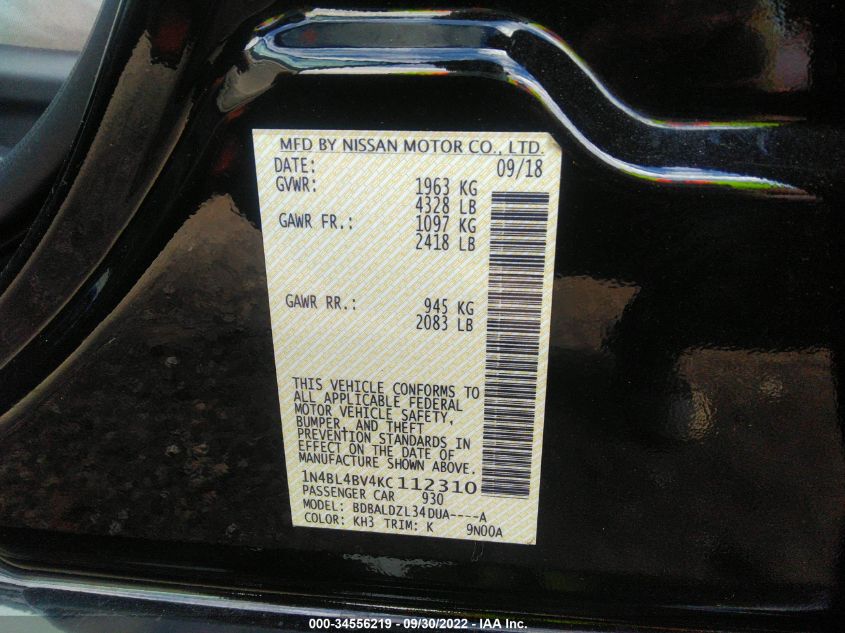 MFD BY NISSAN MOTOR CO., LTD.
DATE: 09/18
GVWR: 1963 KG
4328 LB
GAWR FR.: 1097 KG
2418 LB
GAWR RR.: 945 KG
2083 LB
THIS VEHICLE CONFORMS TO
ALL APPLICABLE FEDERAL
MOTOR VEHICLE SAFETY,
BUMPER, AND THEFT
PREVENTION STANDARDS IN
EFFECT ON THE DATE OF
MANUFACTURE SHOWN ABOVE.
1N4BL4BV4KC112310
PASSENGER CAR 930
MODEL: BDBALDZL34DUA----A
COLOR: KH3 TRIM: K 9N00A
000-34556219 - 09/30/2022 - IAA Inc.